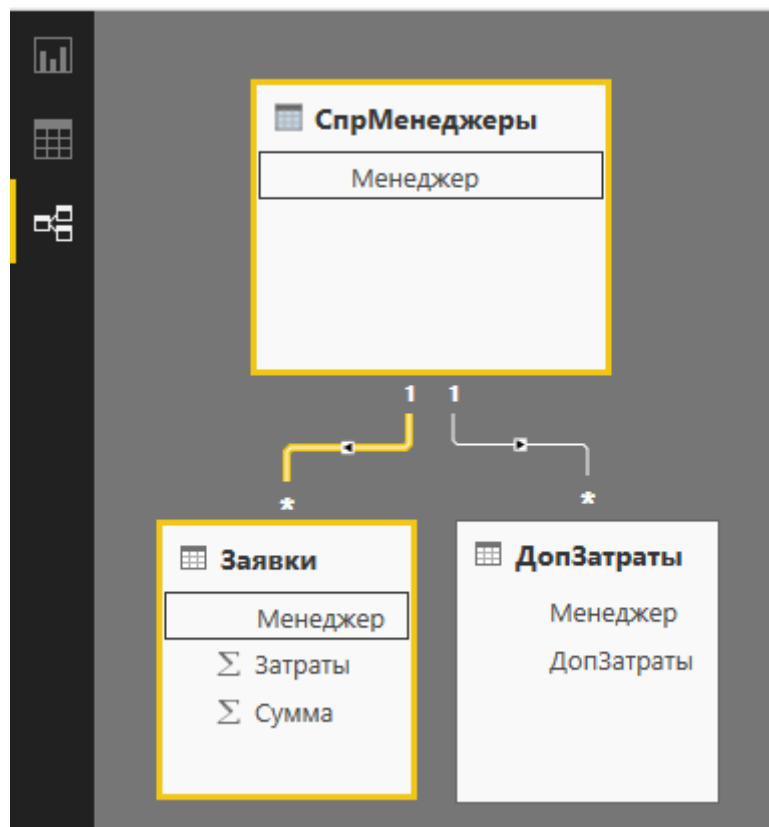 СпрМенеджеры
Менеджер
1 1
* *
Заявки
Менеджер
Σ Затраты
Σ Сумма
ДопЗатраты
Менеджер
ДопЗатраты